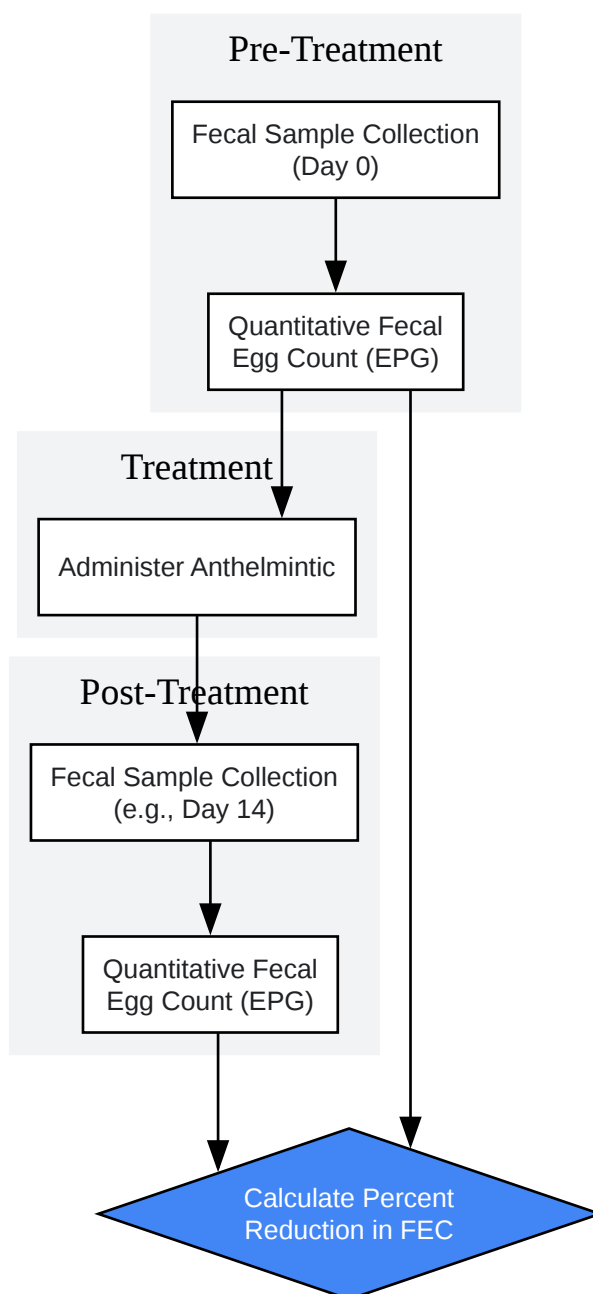 Pre-Treatment
Fecal Sample Collection
(Day 0)
Quantitative Fecal
Egg Count (EPG)
Treatment
Administer Anthelmintic
Post-Treatment
Fecal Sample Collection
(e.g., Day 14)
Quantitative Fecal
Egg Count (EPG)
Calculate Percent
Reduction in FEC